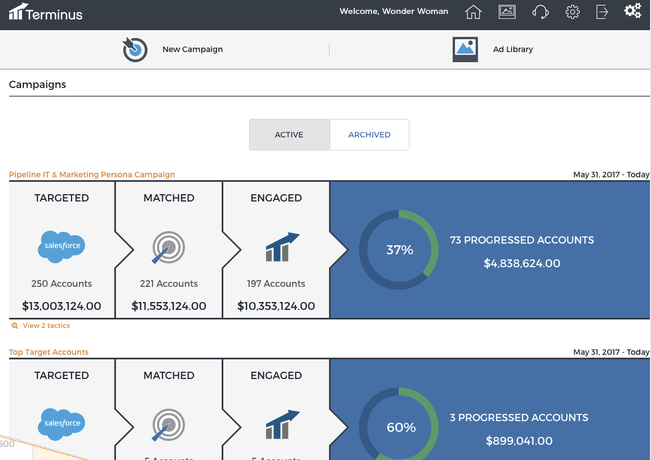 Terminus
Welcome, Wonder Woman
New Campaign
Ad Library
Campaigns
ACTIVE
ARCHIVED
Pipeline IT & Marketing Persona Campaign
May 31, 2017 - Today
TARGETED
MATCHED
ENGAGED
salesforce
37%
73 PROGRESSED ACCOUNTS
$4,838,624.00
250 Accounts
221 Accounts
197 Accounts
$13,003,124.00
$11,553,124.00
$10,353,124.00
View 2 tactics
Top Target Accounts
May 31, 2017 - Today
TARGETED
MATCHED
ENGAGED
salesforce
60%
3 PROGRESSED ACCOUNTS
$899,041.00